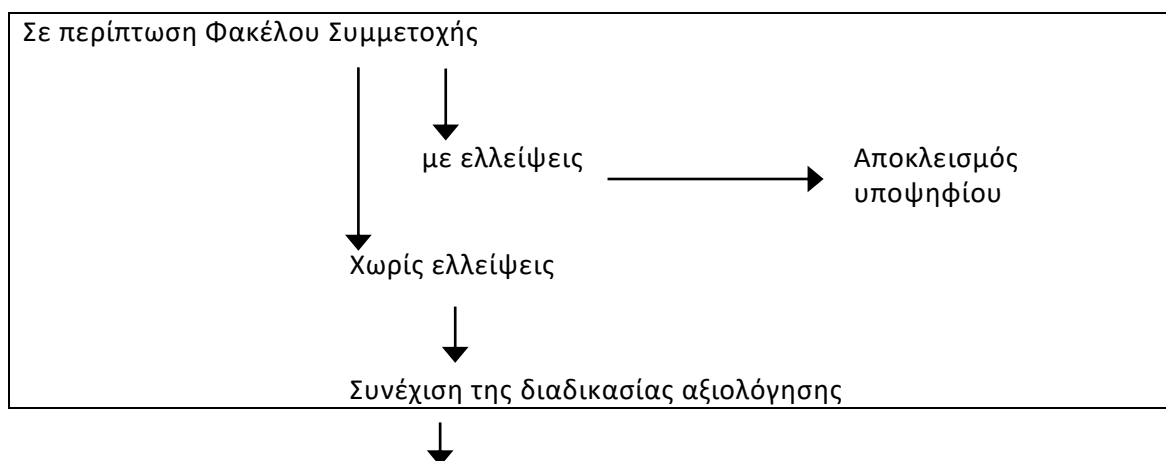 Σε περίπτωση Φακέλου Συμμετοχής
με ελλείψεις
Αποκλεισμός
υποψηφίου
Χωρίς ελλείψεις
Συνέχιση της διαδικασίας αξιολόγησης